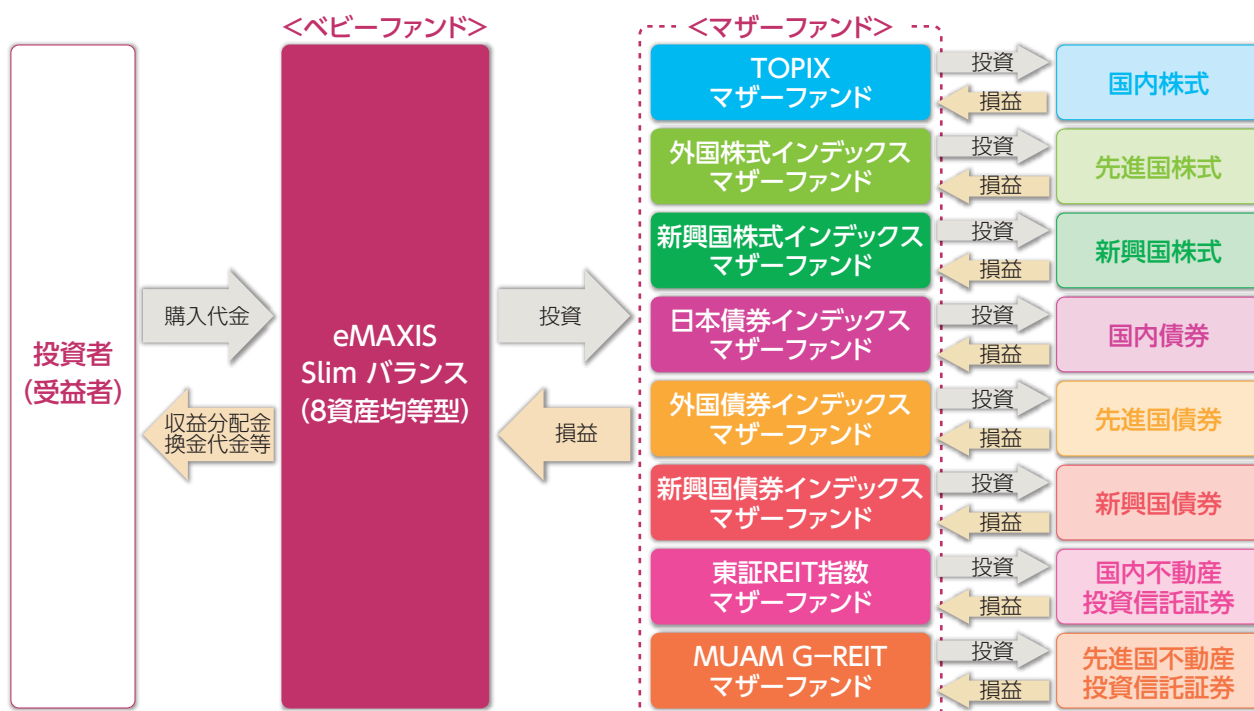 <ベビーファンド>
<マザーファンド>
投資者
(受益者)
購入代金
収益分配金
換金代金等
eMAXIS
Slim バランス
(8資産均等型)
投資
損益
TOPIX
マザーファンド
投資
損益
国内株式
外国株式インデックス
マザーファンド
投資
損益
先進国株式
新興国株式インデックス
マザーファンド
投資
損益
新興国株式
日本債券インデックス
マザーファンド
投資
損益
国内債券
外国債券インデックス
マザーファンド
投資
損益
先進国債券
新興国債券インデックス
マザーファンド
投資
損益
新興国債券
東証REIT指数
マザーファンド
投資
損益
国内不動産
投資信託証券
MUAM G−REIT
マザーファンド
投資
損益
先進国不動産
投資信託証券